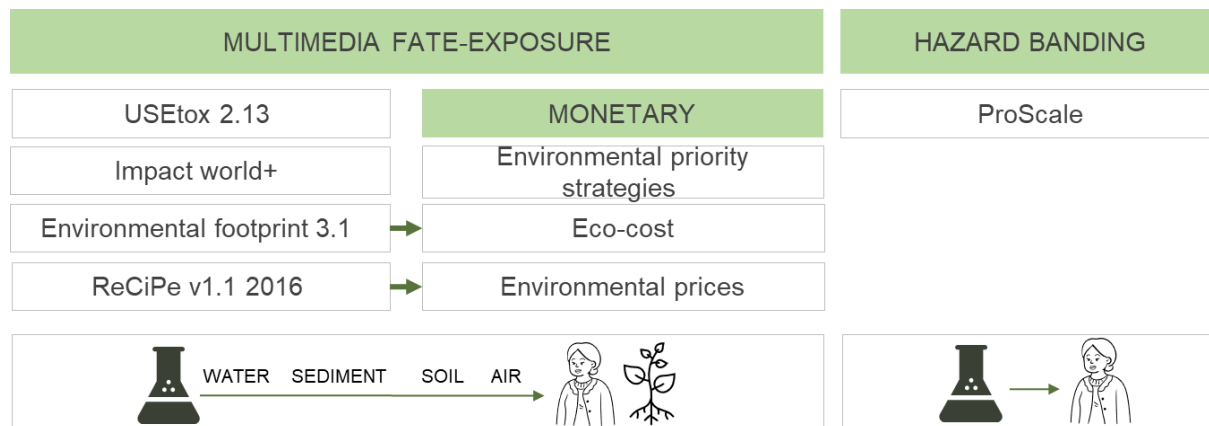 MULTIMEDIA FATE-EXPOSURE
HAZARD BANDING
USEtox 2.13
MONETARY
ProScale
Impact world+
Environmental priority
strategies
Environmental footprint 3.1
Eco-cost
ReCiPe v1.1 2016
Environmental prices
WATER SEDIMENT SOIL AIR